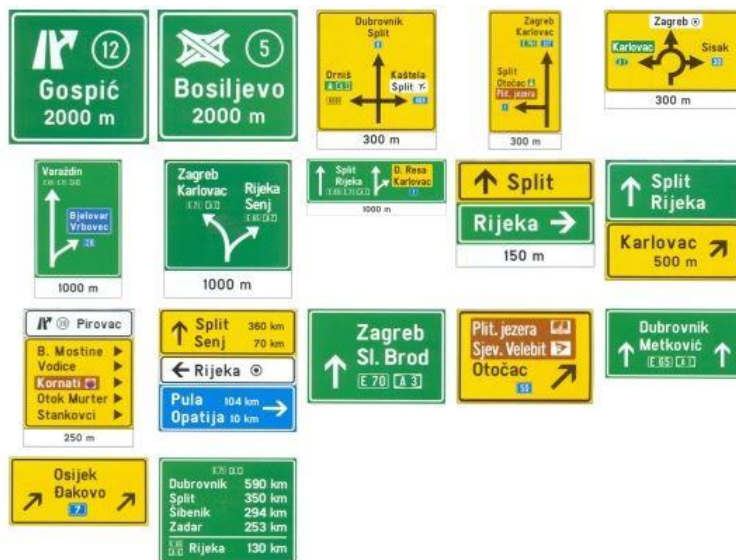 12
Gospić
2000 m
5
Bosiljevo
2000 m
Dubrovnik
Split
Drniš
Kaštela
Split
300 m
Zagreb
Karlovac
Split
Otočac
Plit. jezera
300 m
Zagreb
Karlovac
Sisak
300 m
Varaždin
Bjelovar
Vrbovec
28
1000 m
Zagreb
Karlovac
E 71
Rijeka
Senj
E 65
1000 m
Split
Rijeka
D. Resa
Karlovac
1000 m
Split
Rijeka
150 m
Split
Rijeka
Karlovac
500 m
Pirovac
B. Mostine
Vodice
Kornati
Otok Murter
Stankovci
250 m
Split 360 km
Senj 70 km
Rijeka
Pula 104 km
Opatija 10 km
Zagreb
Sl. Brod
E 70 A 3
Plit. jezera
Sjev. Velebit
Otočac
50
Dubrovnik
Metković
E 65 A 1
Osijek
Đakovo
7
Dubrovnik 590 km
Split 350 km
Šibenik 294 km
Zadar 253 km
Rijeka 130 km